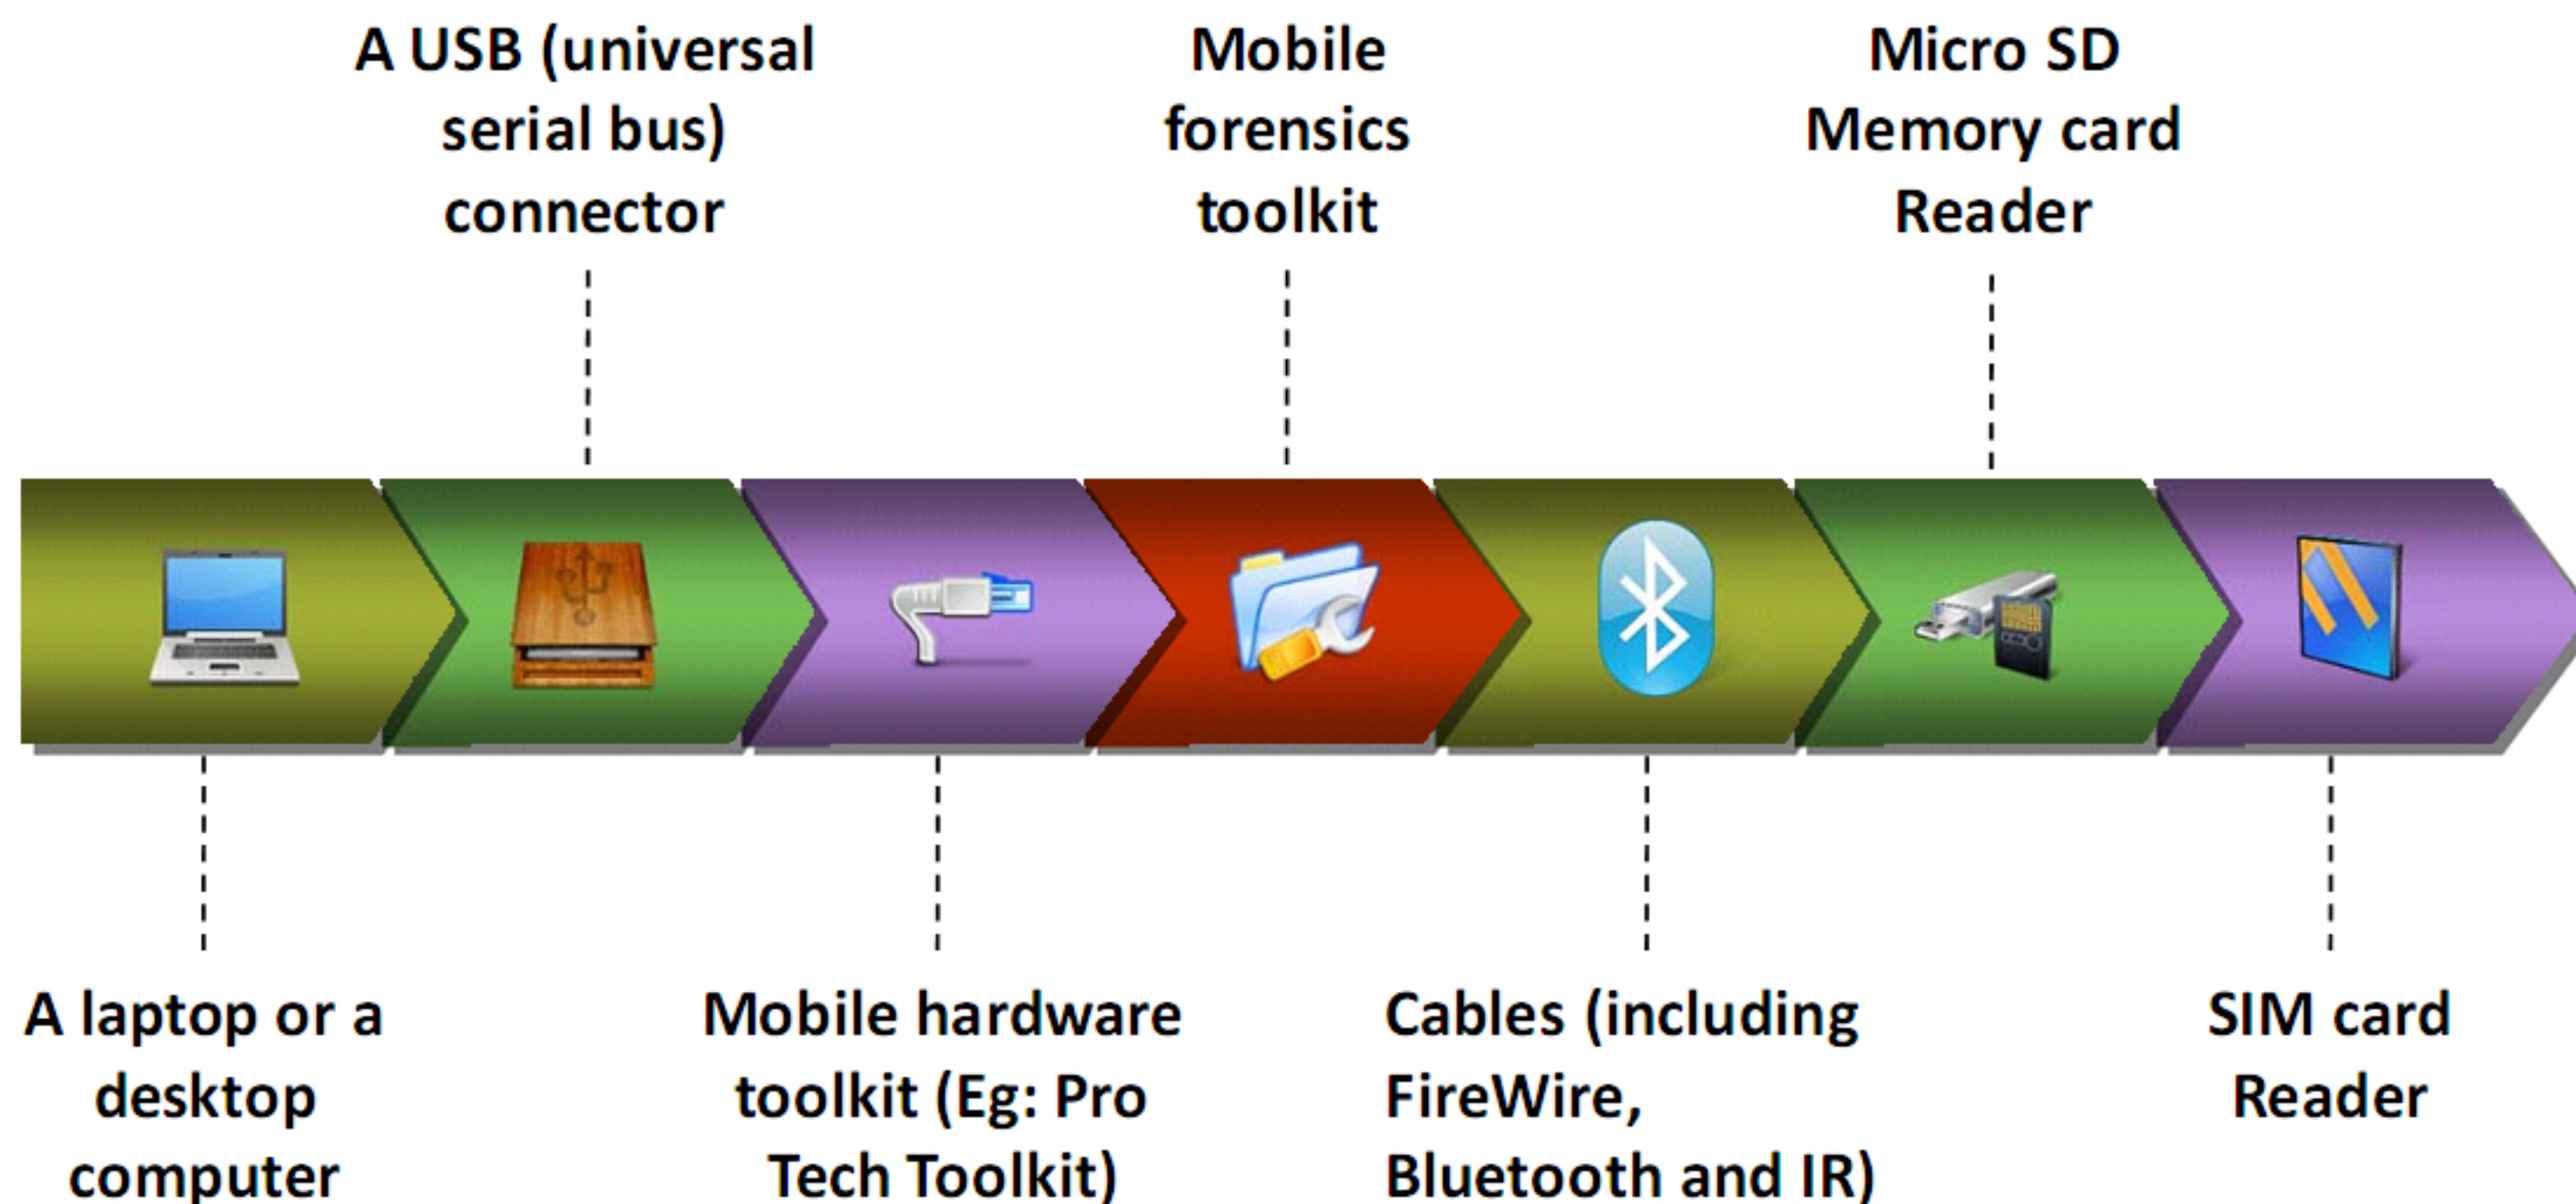 A USB (universal
serial bus)
connector
Mobile
forensics
toolkit
Micro SD
Memory card
Reader
A laptop or a
desktop
computer
Mobile hardware
toolkit (Eg: Pro
Tech Toolkit)
Cables (including
FireWire,
Bluetooth and IR)
SIM card
Reader